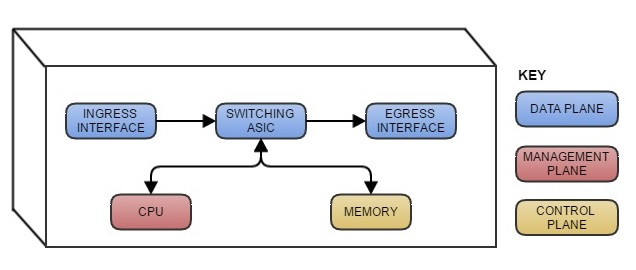 KEY
INGRESS
INTERFACE
SWITCHING
ASIC
EGRESS
INTERFACE
DATA PLANE
MANAGEMENT
PLANE
CPU
MEMORY
CONTROL
PLANE